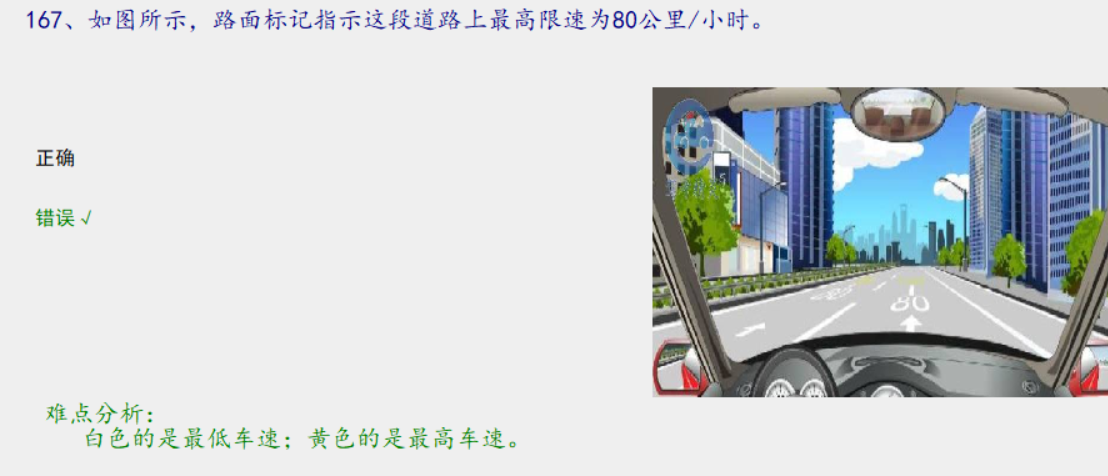 167、如图所示，路面标记指示这段道路上最高限速为80公里/小时。
正确
错误√
80
难点分析：
白色的是最低车速；黄色的是最高车速。